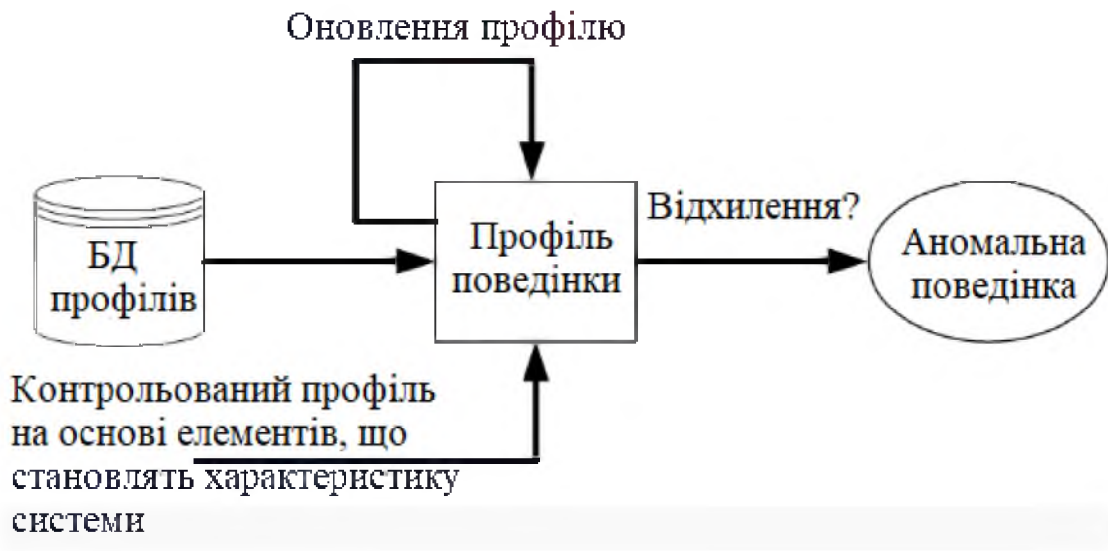 Оновлення профілю
БД
профілів
Профіль
поведінки
Відхилення?
Аномальна
поведінка
Контрольований профіль
на основі елементів, що
становлять характеристику
системи